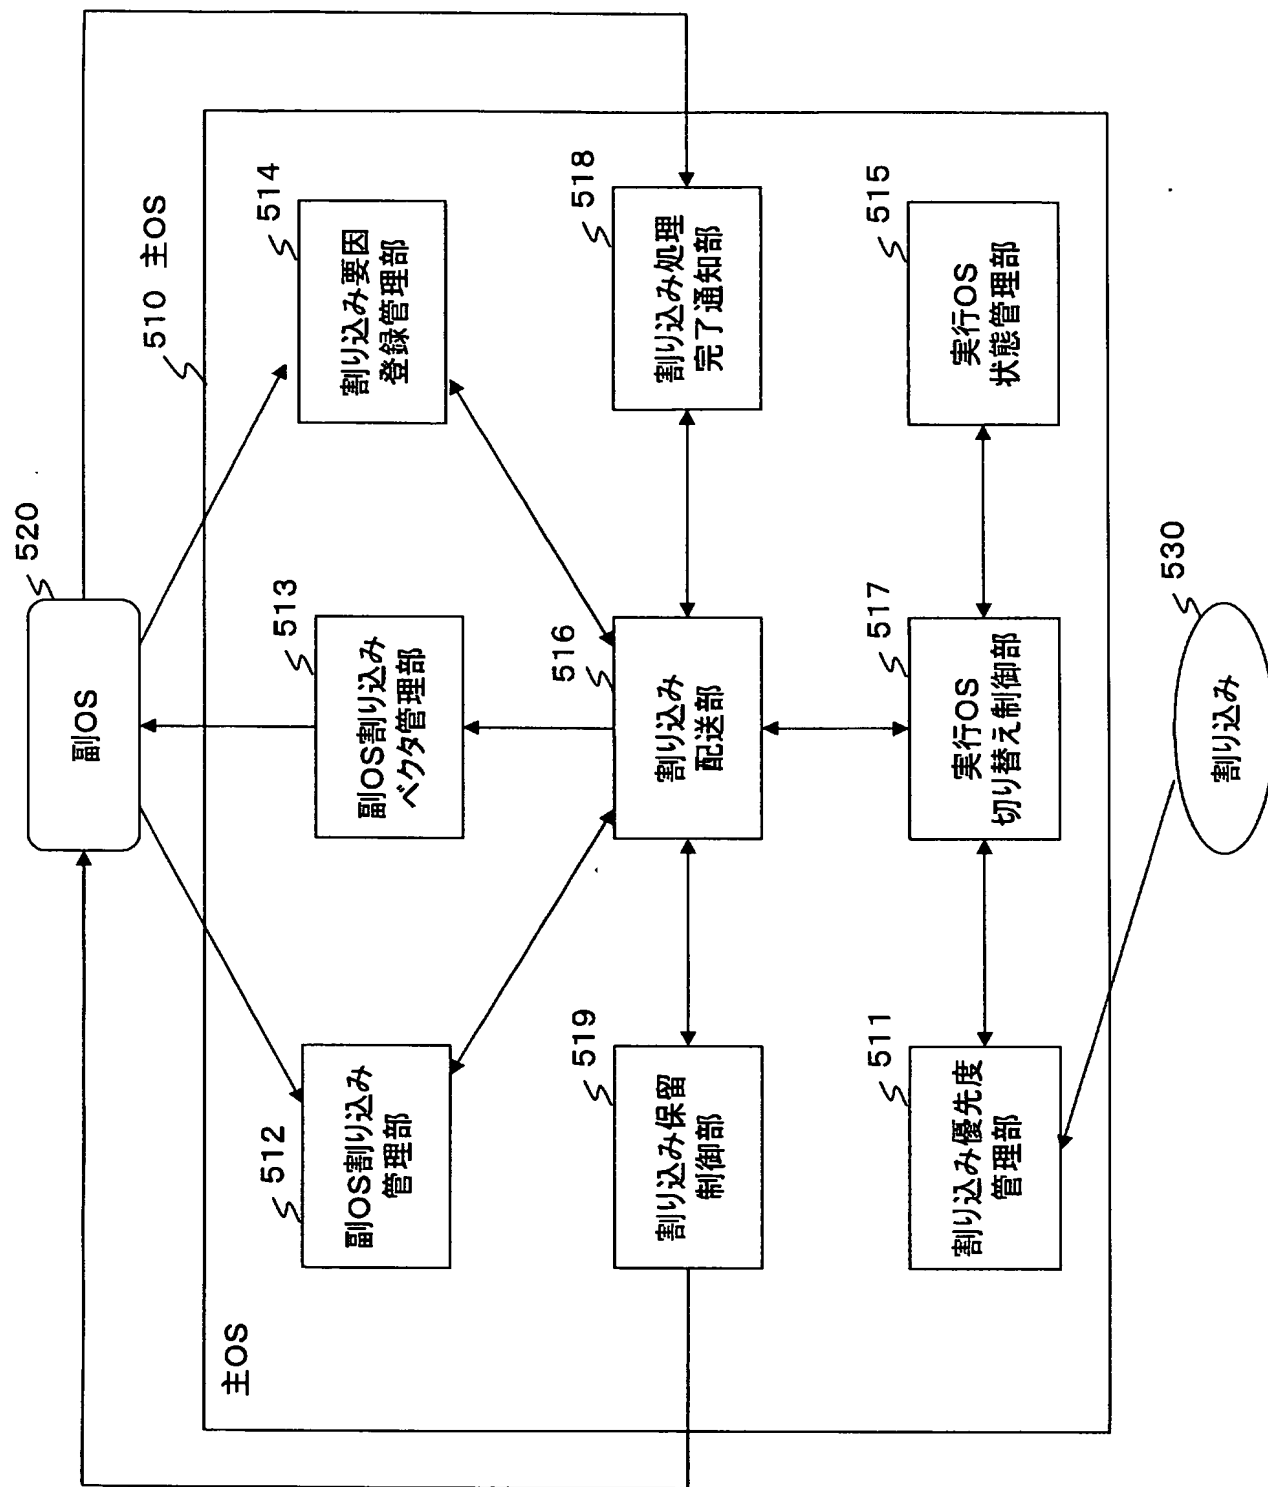 520
副OS
510 主OS
主OS
512
副OS割り込み
管理部
513
副OS割り込み
ベクタ管理部
514
割り込み要因
登録管理部
519
割り込み保留
制御部
516
割り込み
配送部
518
割り込み処理
完了通知部
511
割り込み優先度
管理部
517
実行OS
切り替え制御部
515
実行OS
状態管理部
530
割り込み